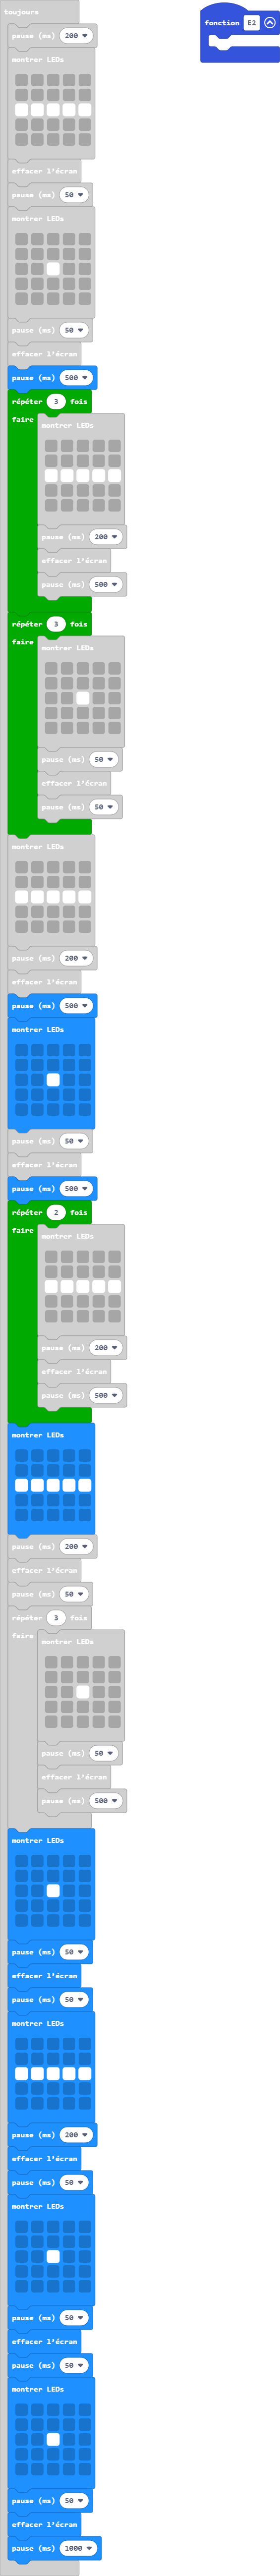 toujours
fonction E2
pause (ms) 200
montrer LEDs
effacer l'écran
pause (ms) 50
montrer LEDs
pause (ms) 50
effacer l'écran
pause (ms) 500
répéter 3 fois
faire montrer LEDs
pause (ms) 200
effacer l'écran
pause (ms) 500
répéter 3 fois
faire montrer LEDs
pause (ms) 50
effacer l'écran
pause (ms) 50
montrer LEDs
pause (ms) 200
effacer l'écran
pause (ms) 500
montrer LEDs
pause (ms) 50
effacer l'écran
pause (ms) 500
répéter 2 fois
faire montrer LEDs
pause (ms) 200
effacer l'écran
pause (ms) 500
montrer LEDs
pause (ms) 200
effacer l'écran
pause (ms) 50
répéter 3 fois
faire montrer LEDs
pause (ms) 50
effacer l'écran
pause (ms) 500
montrer LEDs
pause (ms) 50
effacer l'écran
pause (ms) 50
montrer LEDs
pause (ms) 200
effacer l'écran
pause (ms) 50
montrer LEDs
pause (ms) 50
effacer l'écran
pause (ms) 50
montrer LEDs
pause (ms) 50
effacer l'écran
pause (ms) 1000